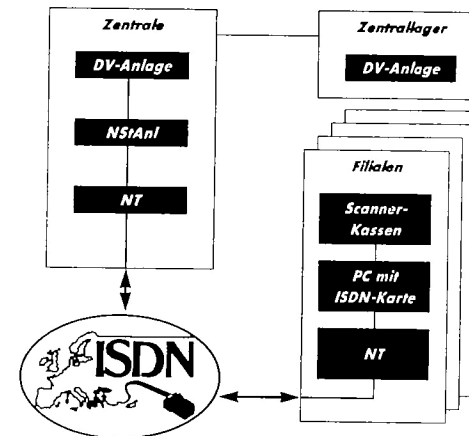 Zentrale
DV-Anlage
NStAnl
NT
Zentrallager
DV-Anlage
Filialen
Scanner-
Kassen
PC mit
ISDN-Karte
NT
ISDN